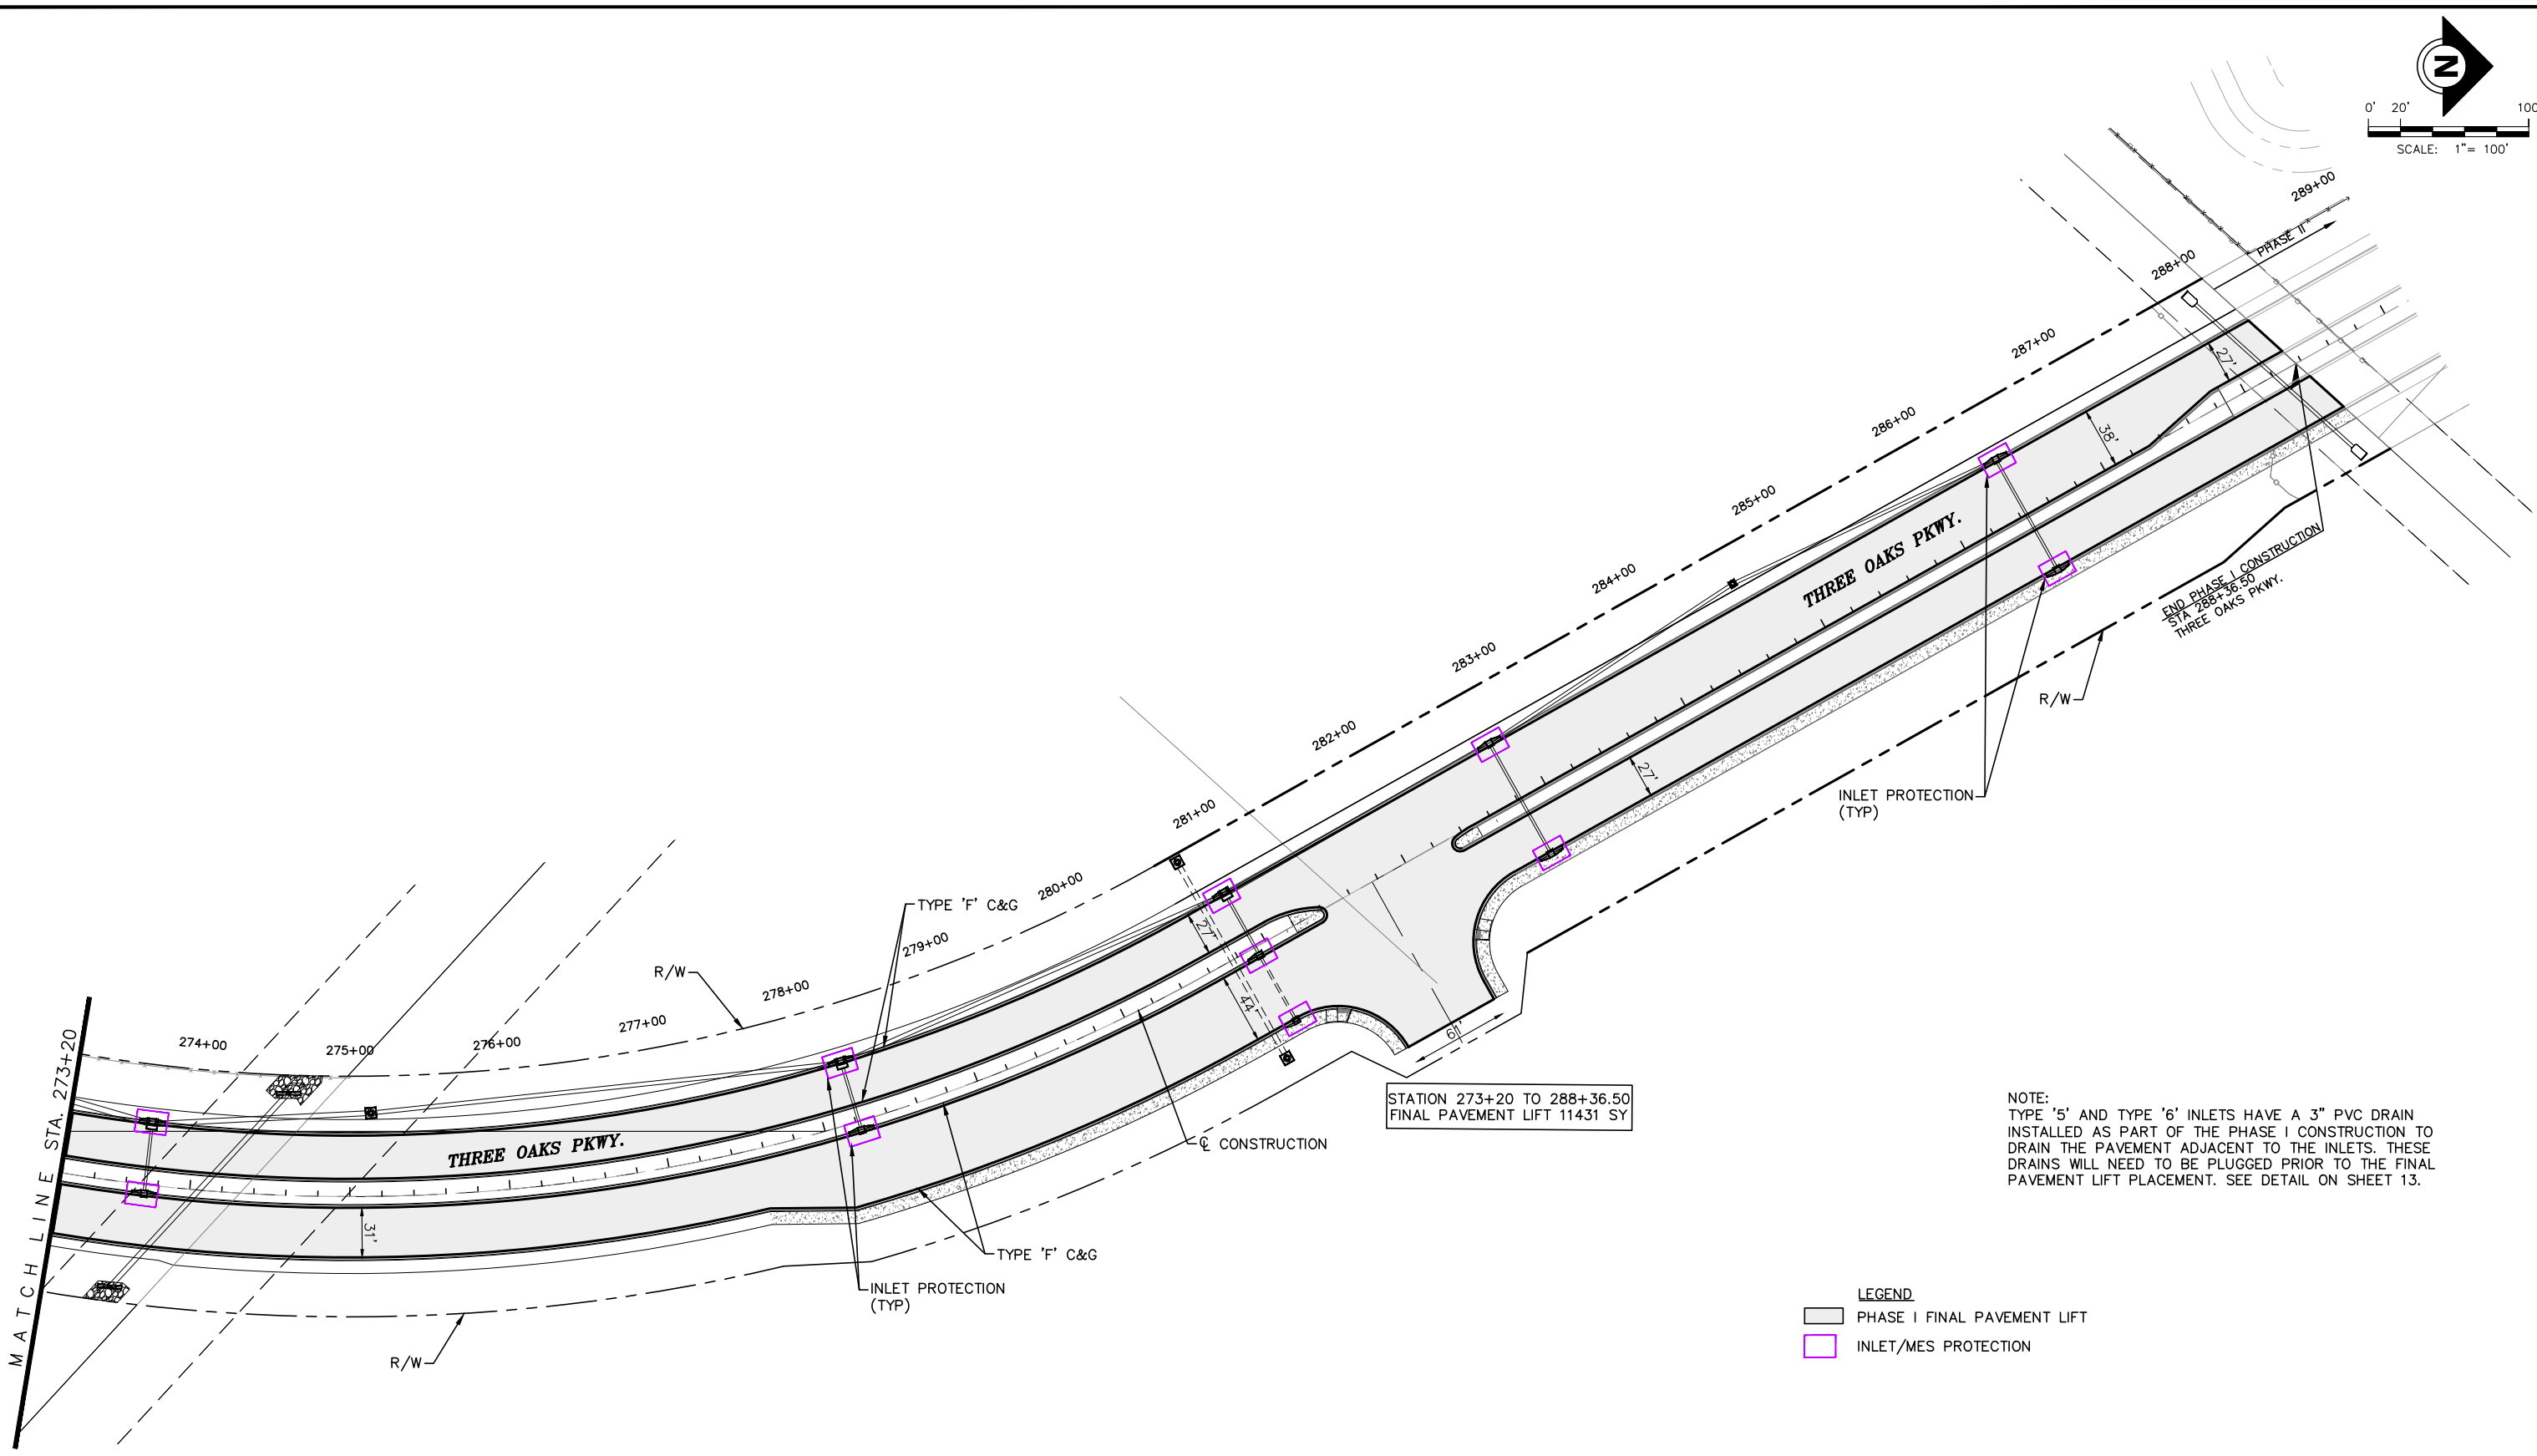 N
0' 20' 100
SCALE: 1"= 100'
289+00
PHASE II
288+00
287+00
27'
286+00
38'
285+00
THREE OAKS PKWY.
284+00
END PHASE I CONSTRUCTION
STA 288+36.50
THREE OAKS PKWY.
283+00
R/W
282+00
27'
INLET PROTECTION
(TYP)
281+00
280+00
TYPE 'F' C&G
279+00
27'
R/W
278+00
44'
277+00
276+00
275+00
274+00
61'
MATCH LINE STA. 273+20
STATION 273+20 TO 288+36.50
FINAL PAVEMENT LIFT 11431 SY
NOTE:
TYPE '5' AND TYPE '6' INLETS HAVE A 3" PVC DRAIN
INSTALLED AS PART OF THE PHASE I CONSTRUCTION TO
DRAIN THE PAVEMENT ADJACENT TO THE INLETS. THESE
DRAINS WILL NEED TO BE PLUGGED PRIOR TO THE FINAL
PAVEMENT LIFT PLACEMENT. SEE DETAIL ON SHEET 13.
THREE OAKS PKWY.
℄ CONSTRUCTION
31'
TYPE 'F' C&G
INLET PROTECTION
(TYP)
R/W
LEGEND
PHASE I FINAL PAVEMENT LIFT
INLET/MES PROTECTION